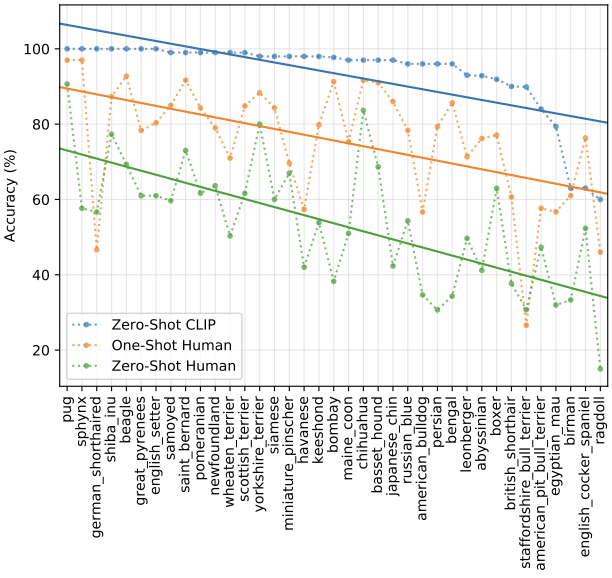 Accuracy (%)
100
80
60
40
20
Zero-Shot CLIP
One-Shot Human
Zero-Shot Human
pug
sphynx
german_shorthaired
shiba_inu
beagle
great_pyrenees
english_setter
samoyed
saint_bernard
pomeranian
newfoundland
wheaten_terrier
scottish_terrier
yorkshire_terrier
siamese
miniature_pinscher
havanese
keeshond
bombay
maine_coon
chihuahua
basset_hound
japanese_chin
russian_blue
american_bulldog
persian
bengal
leonberger
abyssinian
boxer
british_shorthair
staffordshire_bull_terrier
american_pit_bull_terrier
egyptian_mau
birman
english_cocker_spaniel
ragdoll